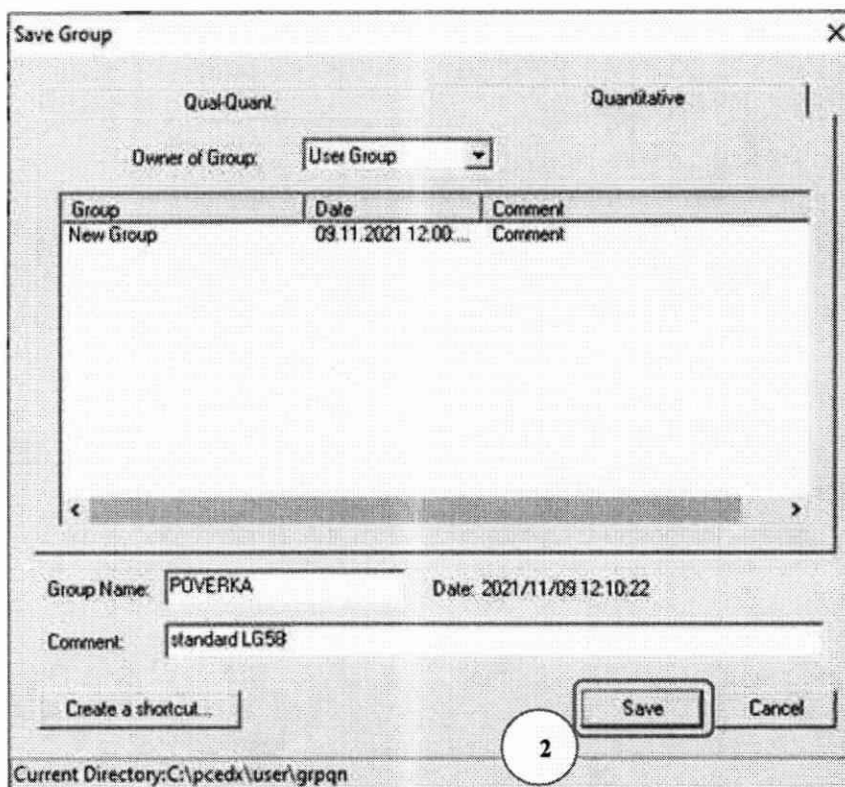 Save Group
Qual-Quant Quantitative
Owner of Group: User Group
Group Date Comment
New Group 09.11.2021 12:00:... Comment
Group Name: POVERKA Date: 2021/11/09 12:10:22
Comment: standard LG58
Create a shortcut... Save Cancel
2
Current Directory:C:\pcedx\user\grpqn